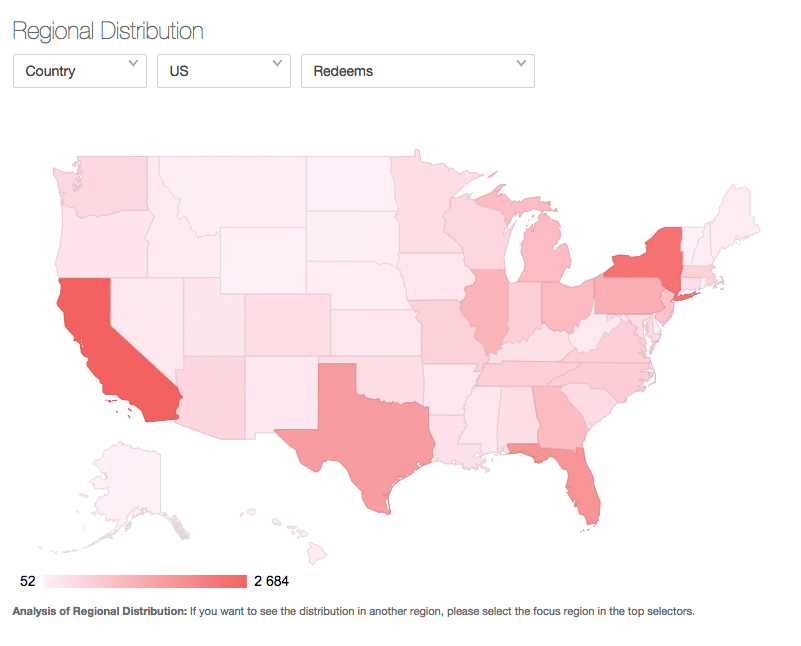 Regional Distribution
Country US Redeems
52 2 684
Analysis of Regional Distribution: If you want to see the distribution in another region, please select the focus region in the top selectors.